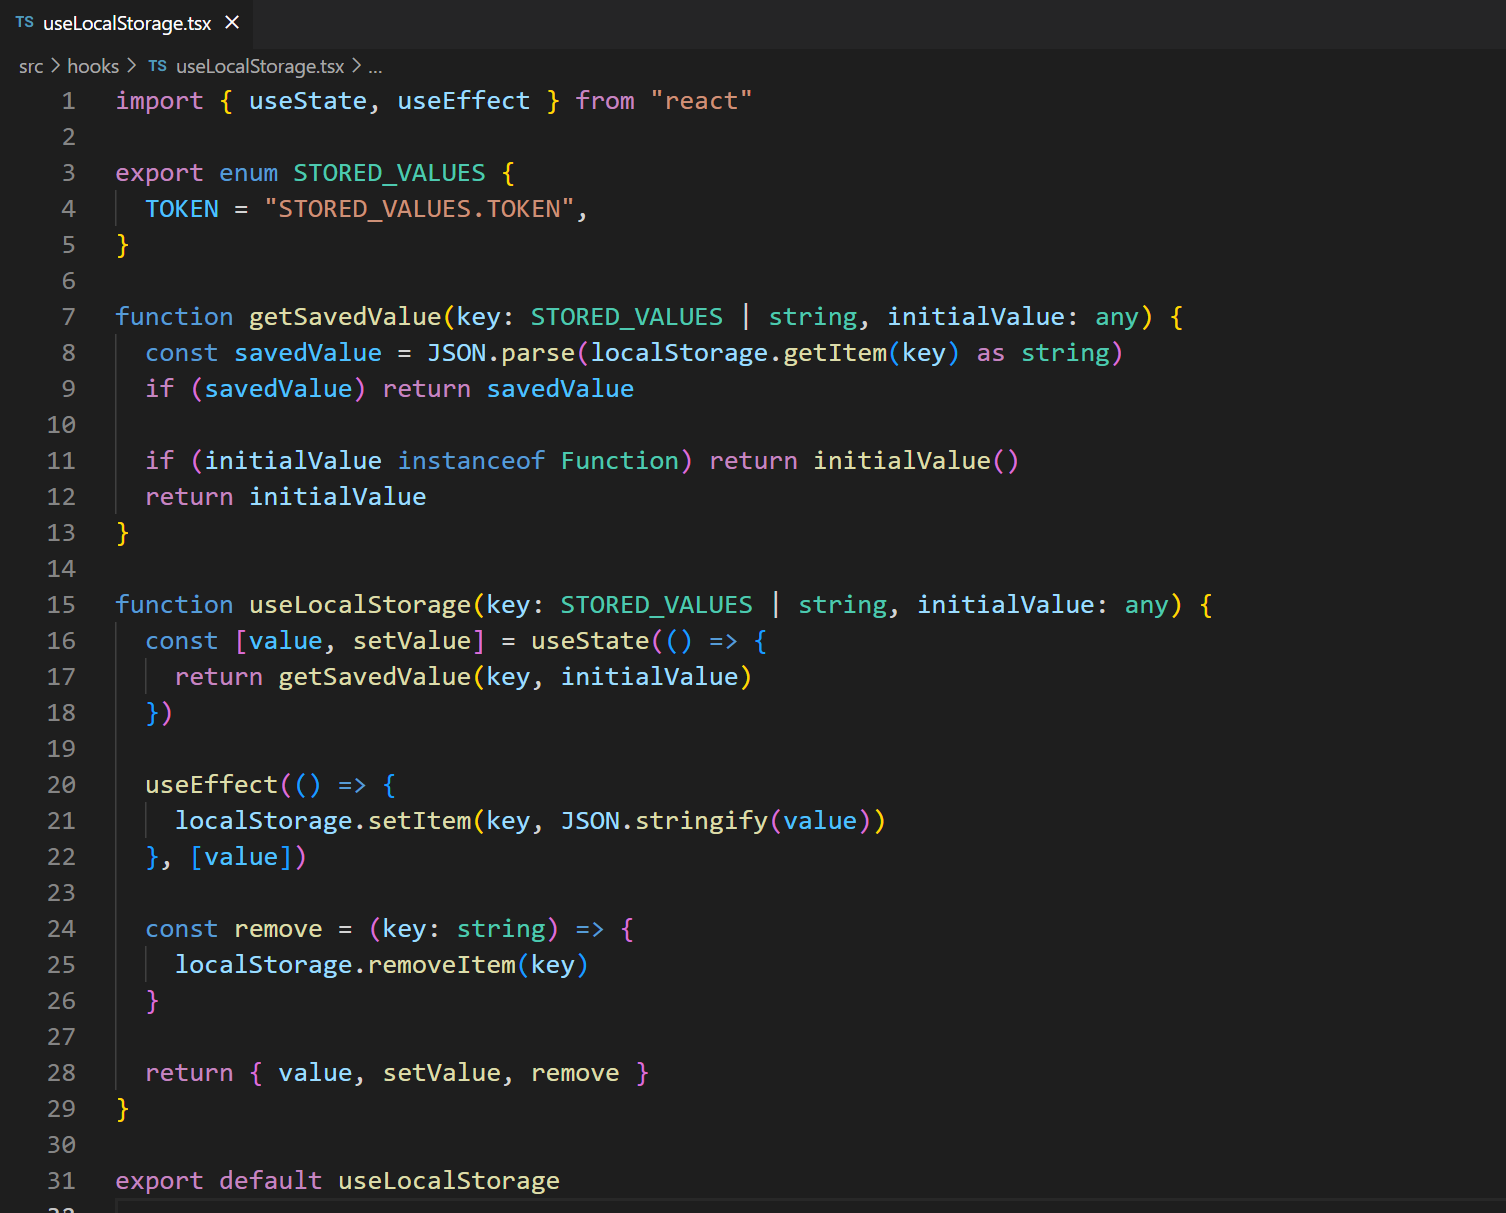 TS useLocalStorage.tsx ×
src > hooks > TS useLocalStorage.tsx > ...
1 import { useState, useEffect } from "react"
2
3 export enum STORED_VALUES {
4   TOKEN = "STORED_VALUES.TOKEN",
5 }
6
7 function getSavedValue(key: STORED_VALUES | string, initialValue: any) {
8   const savedValue = JSON.parse(localStorage.getItem(key) as string)
9   if (savedValue) return savedValue
10
11   if (initialValue instanceof Function) return initialValue()
12   return initialValue
13 }
14
15 function useLocalStorage(key: STORED_VALUES | string, initialValue: any) {
16   const [value, setValue] = useState(() => {
17     return getSavedValue(key, initialValue)
18   })
19
20   useEffect(() => {
21     localStorage.setItem(key, JSON.stringify(value))
22   }, [value])
23
24   const remove = (key: string) => {
25     localStorage.removeItem(key)
26   }
27
28   return { value, setValue, remove }
29 }
30
31 export default useLocalStorage
32